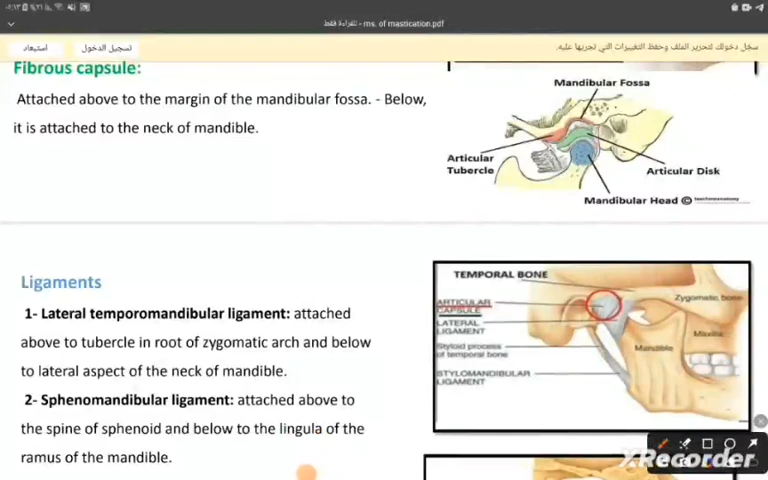 ms. of mastication.pdf - للقراءة فقط
سجّل دخولك لتحرير الملف وحفظ التغييرات التي تجريها عليه.
تسجيل الدخول
استبعاد
Fibrous capsule:
Attached above to the margin of the mandibular fossa. - Below,
it is attached to the neck of mandible.
Mandibular Fossa
Articular
Tubercle
Articular Disk
Mandibular Head ©
Ligaments
1- Lateral temporomandibular ligament: attached
above to tubercle in root of zygomatic arch and below
to lateral aspect of the neck of mandible.
2- Sphenomandibular ligament: attached above to
the spine of sphenoid and below to the lingula of the
ramus of the mandible.
TEMPORAL BONE
ARTICULAR
CAPSULE
LATERAL
LIGAMENT
Styloid process
of temporal bone
STYLOMANDIBULAR
LIGAMENT
Zygomatic bone
Maxilla
Mandible
XRecorder